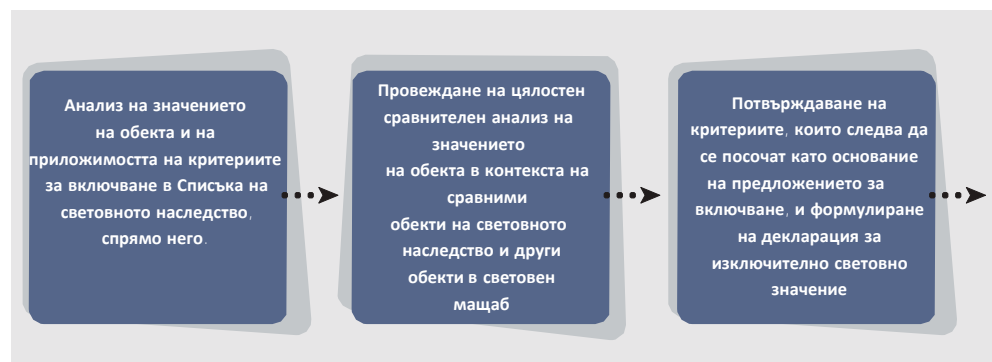 Анализ на значението
на обекта и на
приложимостта на критериите
за включване в Списъка на
световното наследство,
спрямо него.
Провеждане на цялостен
сравнителен анализ на
значението
на обекта в контекста на
сравними
обекти на световното
наследство и други
обекти в световен
мащаб
Потвърждаване на
критериите, които следва да
се посочат като основание
на предложението за
включване, и формулиране
на декларация за
изключително световно
значение